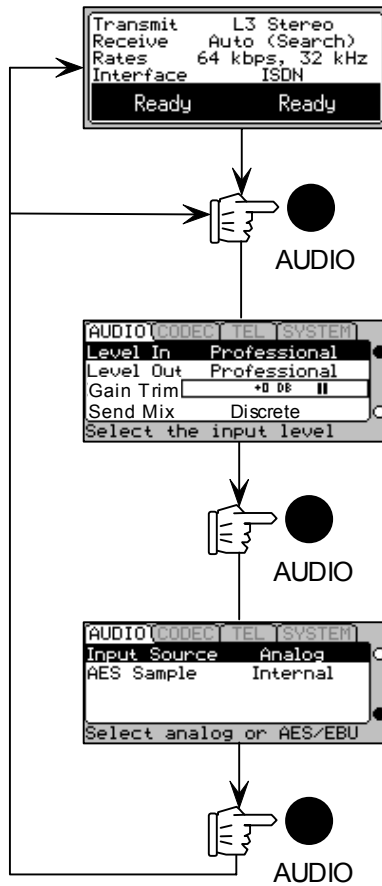 Transmit L3 Stereo
Receive Auto (Search)
Rates 64 kbps, 32 kHz
Interface ISDN
Ready Ready
AUDIO
AUDIO CODEC TEL SYSTEM
Level In Professional
Level Out Professional
Gain Trim +0 DB
Send Mix Discrete
Select the input level
AUDIO
AUDIO CODEC TEL SYSTEM
Input Source Analog
AES Sample Internal
Select analog or AES/EBU
AUDIO